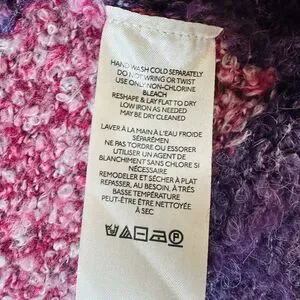 HAND WASH COLD SEPARATELY
DO NOT WRING OR TWIST
USE ONLY NON-CHLORINE
BLEACH
RESHAPE & LAY FLAT TO DRY
LOW IRON AS NEEDED
MAY BE DRY CLEANED
LAVER À LA MAIN À L'EAU FROIDE
SÉPARÉMEN
NE PAS TORDRE OU ESSORER
UTILISER UN AGENT DE
BLANCHIMENT SANS CHLORE SI
NÉCESSAIRE
REMODELER ET SÉCHER À PLAT
REPASSER, AU BESOIN, À TRÉS
BASSE TEMPÉRATURE
PEUT-ÊTRE ÊTRE NETTOYÉE
À SEC